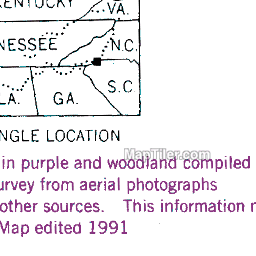 KENTUCKY
VA.
NESSEE
N.C.
S.C
LA.
GA.
NGLE LOCATION
MapTiler.com
in purple and woodland compiled
urvey from aerial photographs
other sources. This information
Map edited 1991